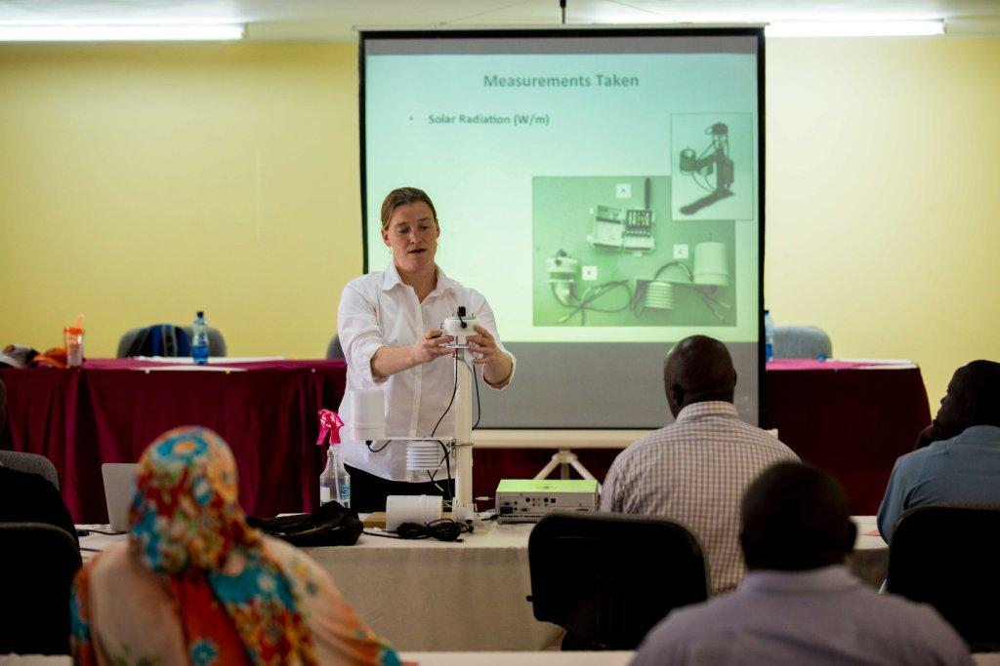 Measurements Taken
• Solar Radiation (W/m)